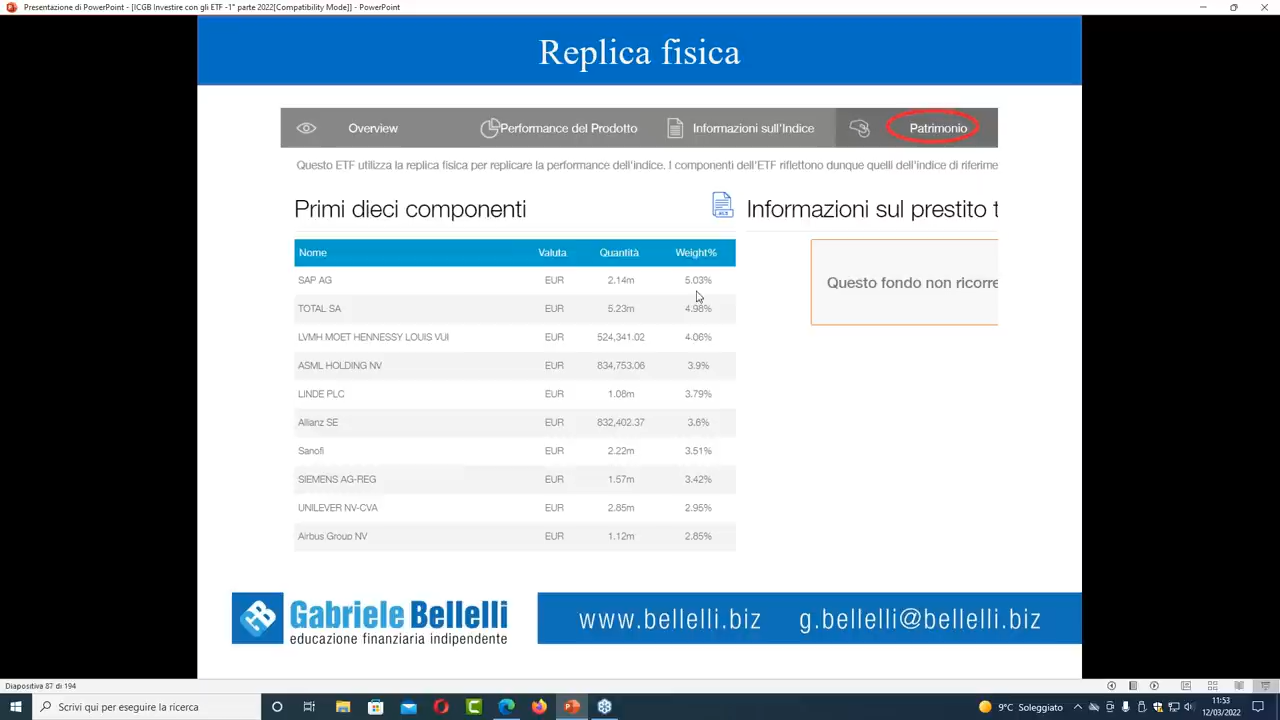 Presentazione di PowerPoint - [ICGB Investire con gli ETF -1° parte 2022[Compatibility Mode]] - PowerPoint
Replica fisica
Overview Performance del Prodotto Informazioni sull'Indice Patrimonio
Questo ETF utilizza la replica fisica per replicare la performance dell'indice. I componenti dell'ETF riflettono dunque quelli dell'indice di riferime
Primi dieci componenti
XLS
Informazioni sul prestito t
Nome Valuta Quantità Weight%
SAP AG EUR 2.14m 5.03%
TOTAL SA EUR 5.23m 4.98%
LVMH MOET HENNESSY LOUIS VUI EUR 524,341.02 4.06%
ASML HOLDING NV EUR 834,753.06 3.9%
LINDE PLC EUR 1.08m 3.79%
Allianz SE EUR 832,402.37 3.6%
Sanofi EUR 2.22m 3.51%
SIEMENS AG-REG EUR 1.57m 3.42%
UNILEVER NV-CVA EUR 2.85m 2.95%
Airbus Group NV EUR 1.12m 2.85%
Questo fondo non ricorre
Gabriele Bellelli
educazione finanziaria indipendente
www.bellelli.biz g.bellelli@bellelli.biz
Diapositiva 87 di 194
Scrivi qui per eseguire la ricerca
9°C Soleggiato
11:53
12/03/2022